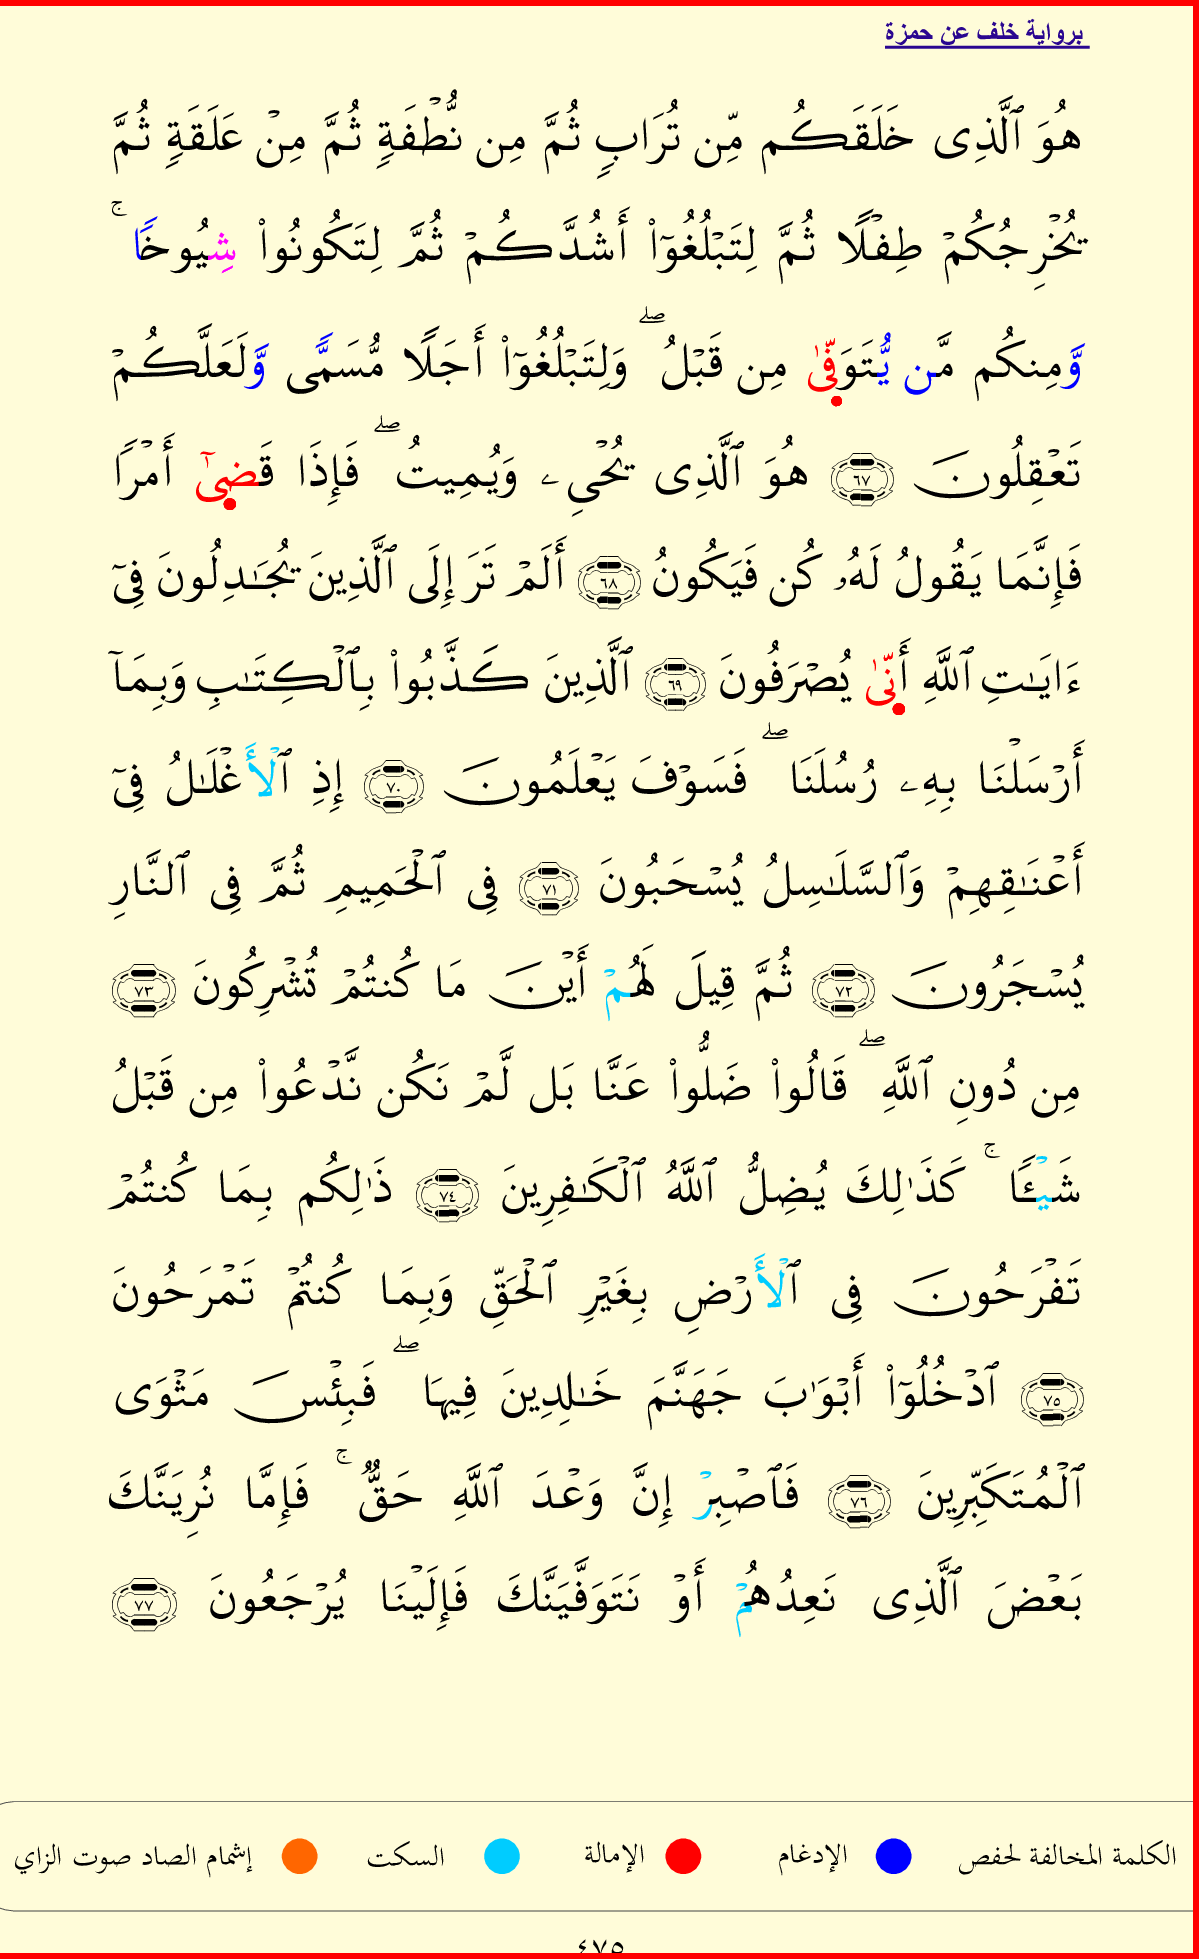 برواية خلف عن حمزة
هُوَ ٱلَّذِى خَلَقَكُم مِّن تُرَابٍ ثُمَّ مِن نُّطْفَةٍ ثُمَّ مِنْ عَلَقَةٍ ثُمَّ
يُخْرِجُكُمْ طِفْلًا ثُمَّ لِتَبْلُغُوٓا۟ أَشُدَّكُمْ ثُمَّ لِتَكُونُوا۟ شِيُوخًا ۚ
وَّمِنكُم مَّن يُّتَوَفّىٰ مِن قَبْلُ ۖ وَلِتَبْلُغُوٓا۟ أَجَلًا مُّسَمًّى وَّلَعَلَّكُمْ
تَعْقِلُونَ ٦٧ هُوَ ٱلَّذِى يُحْىِۦ وَيُمِيتُ ۖ فَإِذَا قَضىٰٓ أَمْرًا
فَإِنَّمَا يَقُولُ لَهُۥ كُن فَيَكُونُ ٦٨ أَلَمْ تَرَ إِلَى ٱلَّذِينَ يُجَـٰدِلُونَ فِىٓ
ءَايَـٰتِ ٱللَّهِ أَنّىٰ يُصْرَفُونَ ٦٩ ٱلَّذِينَ كَذَّبُوا۟ بِٱلْكِتَـٰبِ وَبِمَآ
أَرْسَلْنَا بِهِۦ رُسُلَنَا ۖ فَسَوْفَ يَعْلَمُونَ ٧٠ إِذِ ٱلْأَغْلَـٰلُ فِىٓ
أَعْنَـٰقِهِمْ وَٱلسَّلَـٰسِلُ يُسْحَبُونَ ٧١ فِى ٱلْحَمِيمِ ثُمَّ فِى ٱلنَّارِ
يُسْجَرُونَ ٧٢ ثُمَّ قِيلَ لَهُمْ أَيْنَ مَا كُنتُمْ تُشْرِكُونَ ٧٣
مِن دُونِ ٱللَّهِ ۖ قَالُوا۟ ضَلُّوا۟ عَنَّا بَل لَّمْ نَكُن نَّدْعُوا۟ مِن قَبْلُ
شَيْـًٔا ۚ كَذَٰلِكَ يُضِلُّ ٱللَّهُ ٱلْكَـٰفِرِينَ ٧٤ ذَٰلِكُم بِمَا كُنتُمْ
تَفْرَحُونَ فِى ٱلْأَرْضِ بِغَيْرِ ٱلْحَقِّ وَبِمَا كُنتُمْ تَمْرَحُونَ
٧٥ ٱدْخُلُوٓا۟ أَبْوَٰبَ جَهَنَّمَ خَـٰلِدِينَ فِيهَا ۖ فَبِئْسَ مَثْوَى
ٱلْمُتَكَبِّرِينَ ٧٦ فَٱصْبِرْ إِنَّ وَعْدَ ٱللَّهِ حَقٌّ ۚ فَإِمَّا نُرِيَنَّكَ
بَعْضَ ٱلَّذِى نَعِدُهُمْ أَوْ نَتَوَفَّيَنَّكَ فَإِلَيْنَا يُرْجَعُونَ ٧٧
الكلمة المخالفة لحفص الإدغام الإمالة السكت إشمام الصاد صوت الزاي
٤٧٥